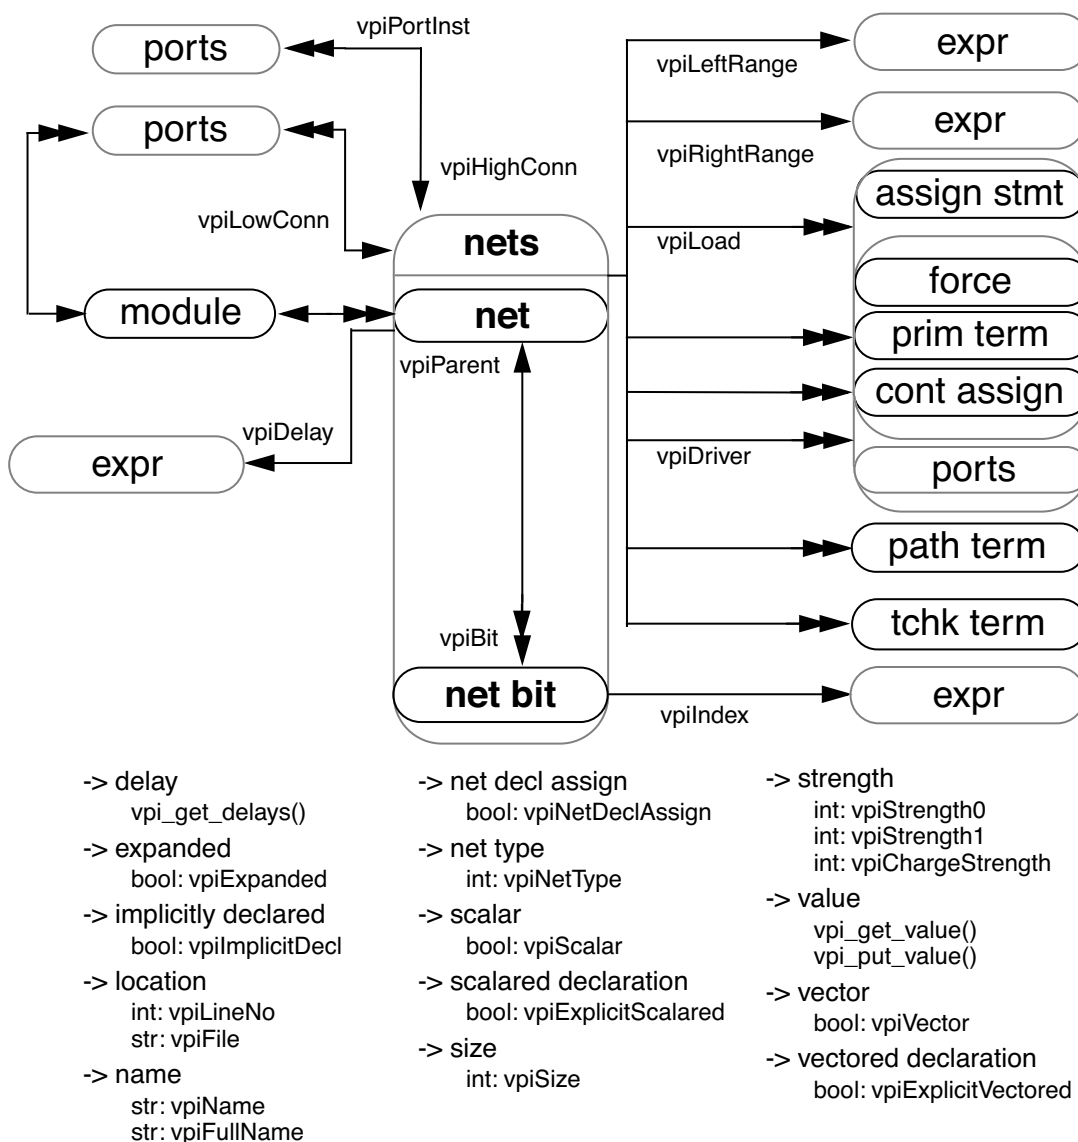 vpiPortInst
ports
expr
vpiLeftRange
ports
expr
vpiRightRange
vpiHighConn
assign stmt
vpiLowConn
nets
vpiLoad
force
module
net
prim term
vpiParent
cont assign
vpiDelay
expr
vpiDriver
ports
path term
tchk term
vpiBit
net bit
vpiIndex
expr
-> delay
vpi_get_delays()
-> expanded
bool: vpiExpanded
-> implicitly declared
bool: vpiImplicitDecl
-> location
int: vpiLineNo
str: vpiFile
-> name
str: vpiName
str: vpiFullName
-> net decl assign
bool: vpiNetDeclAssign
-> net type
int: vpiNetType
-> scalar
bool: vpiScalar
-> scalared declaration
bool: vpiExplicitScalared
-> size
int: vpiSize
-> strength
int: vpiStrength0
int: vpiStrength1
int: vpiChargeStrength
-> value
vpi_get_value()
vpi_put_value()
-> vector
bool: vpiVector
-> vectored declaration
bool: vpiExplicitVectored